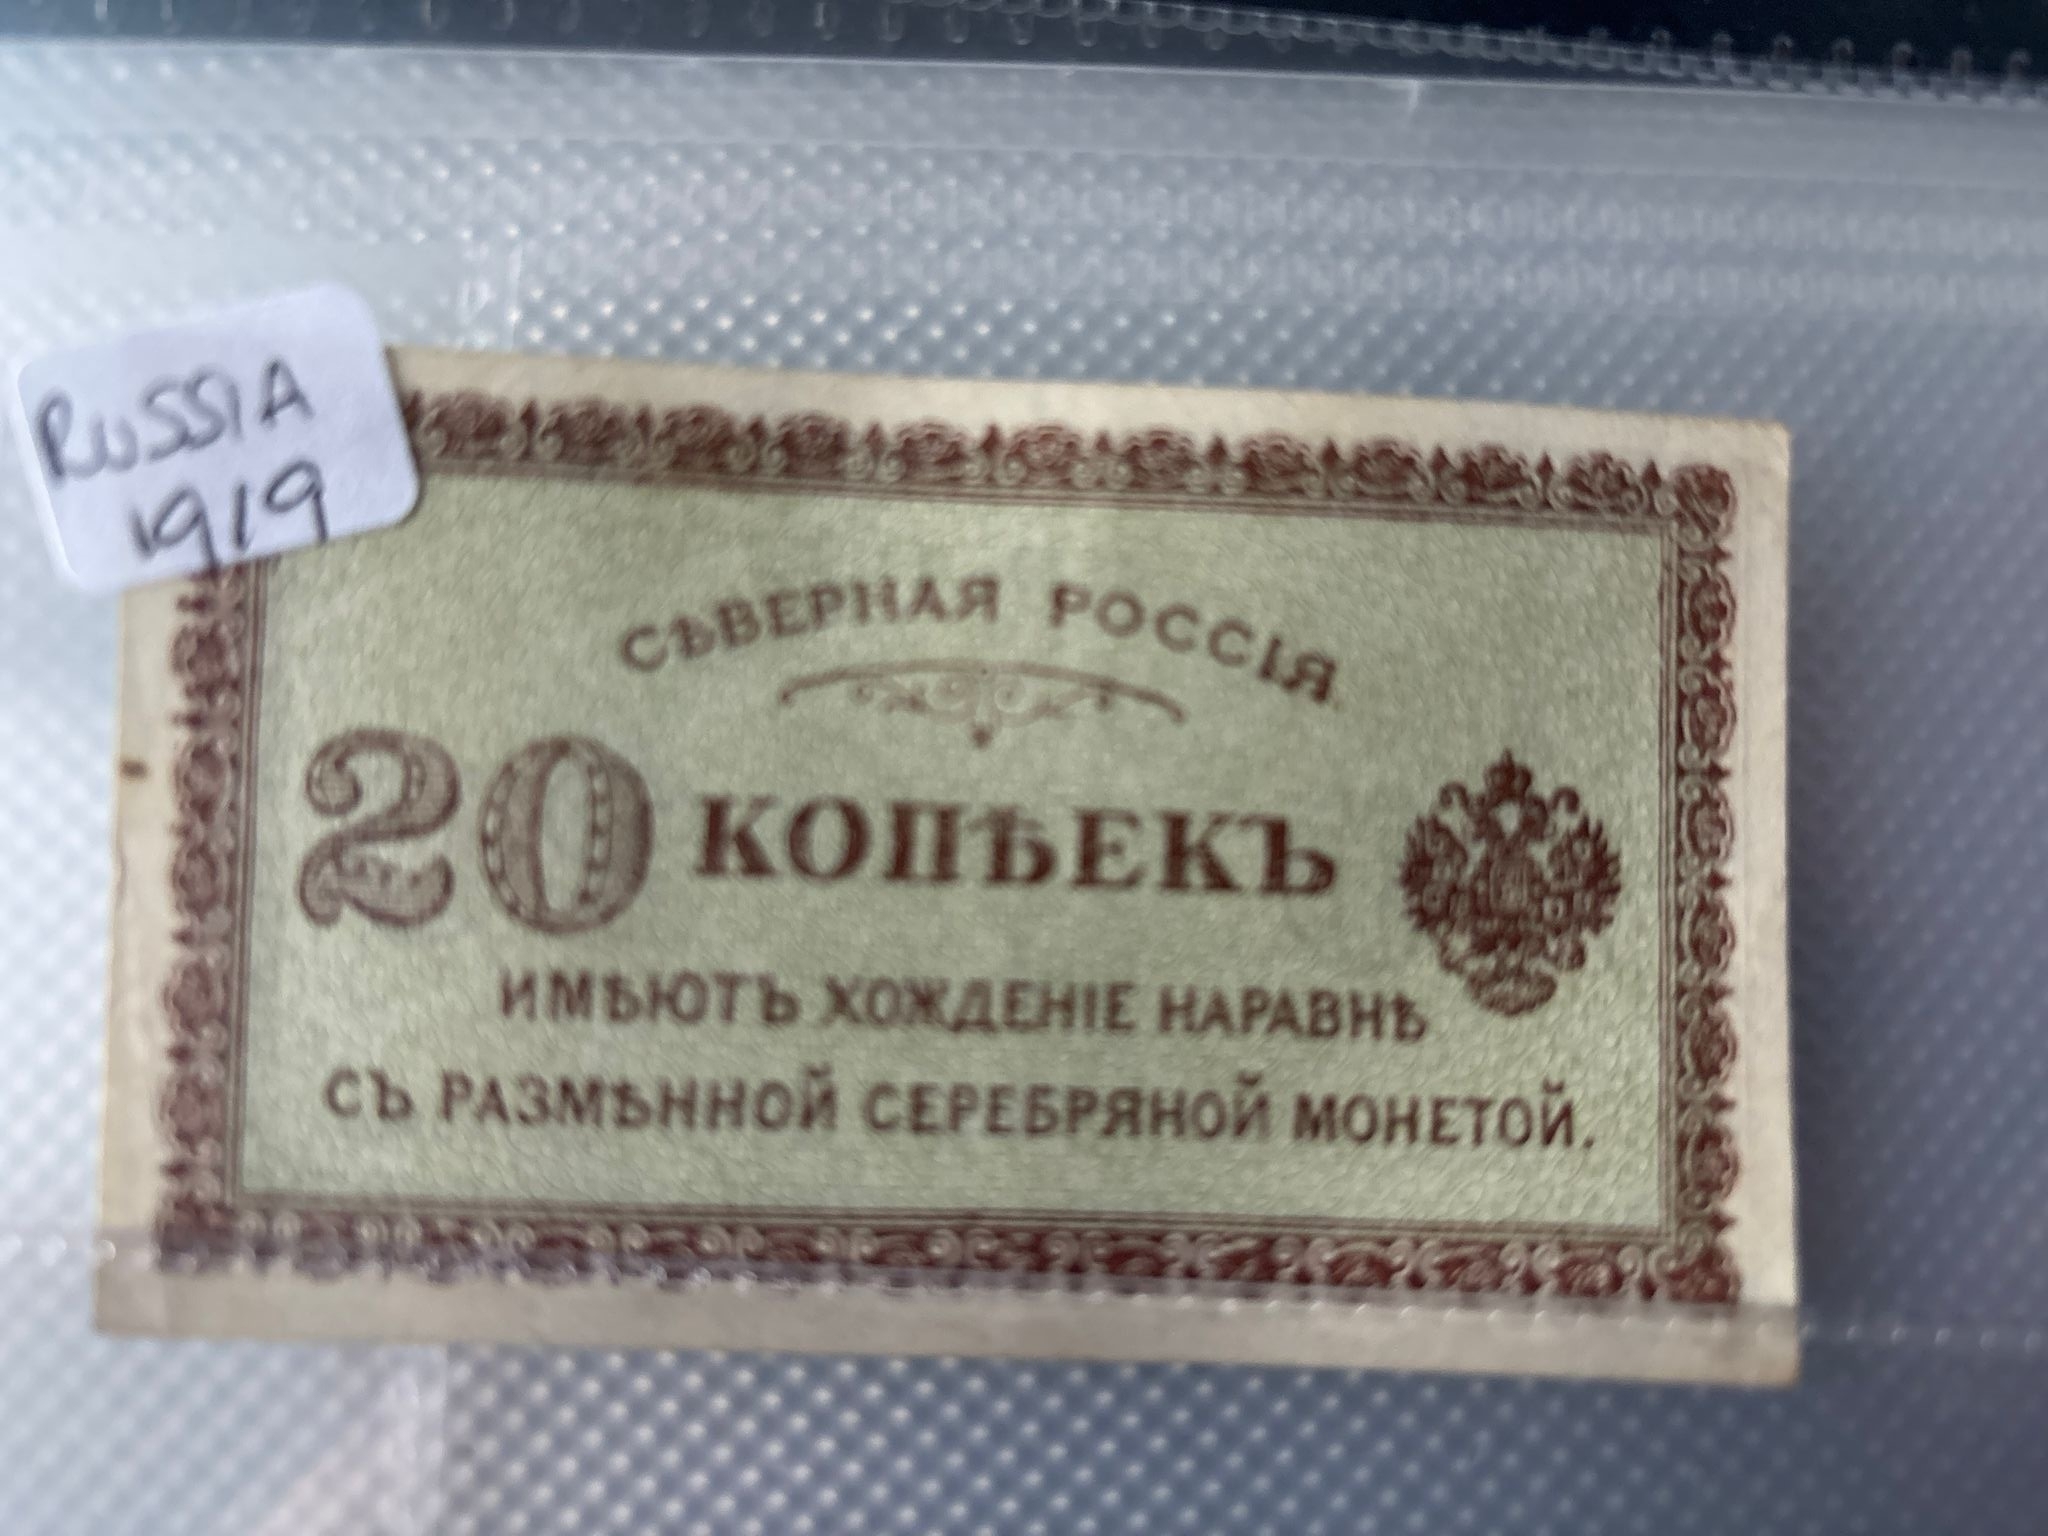 RUSSIA
1919
СѢВЕРНАЯ РОССІЯ
20 КОПѢЕКЪ
ИМѢЮТЪ ХОЖДЕНІЕ НАРАВНѢ
СЪ РАЗМѢННОЙ СЕРЕБРЯНОЙ МОНЕТОЙ.